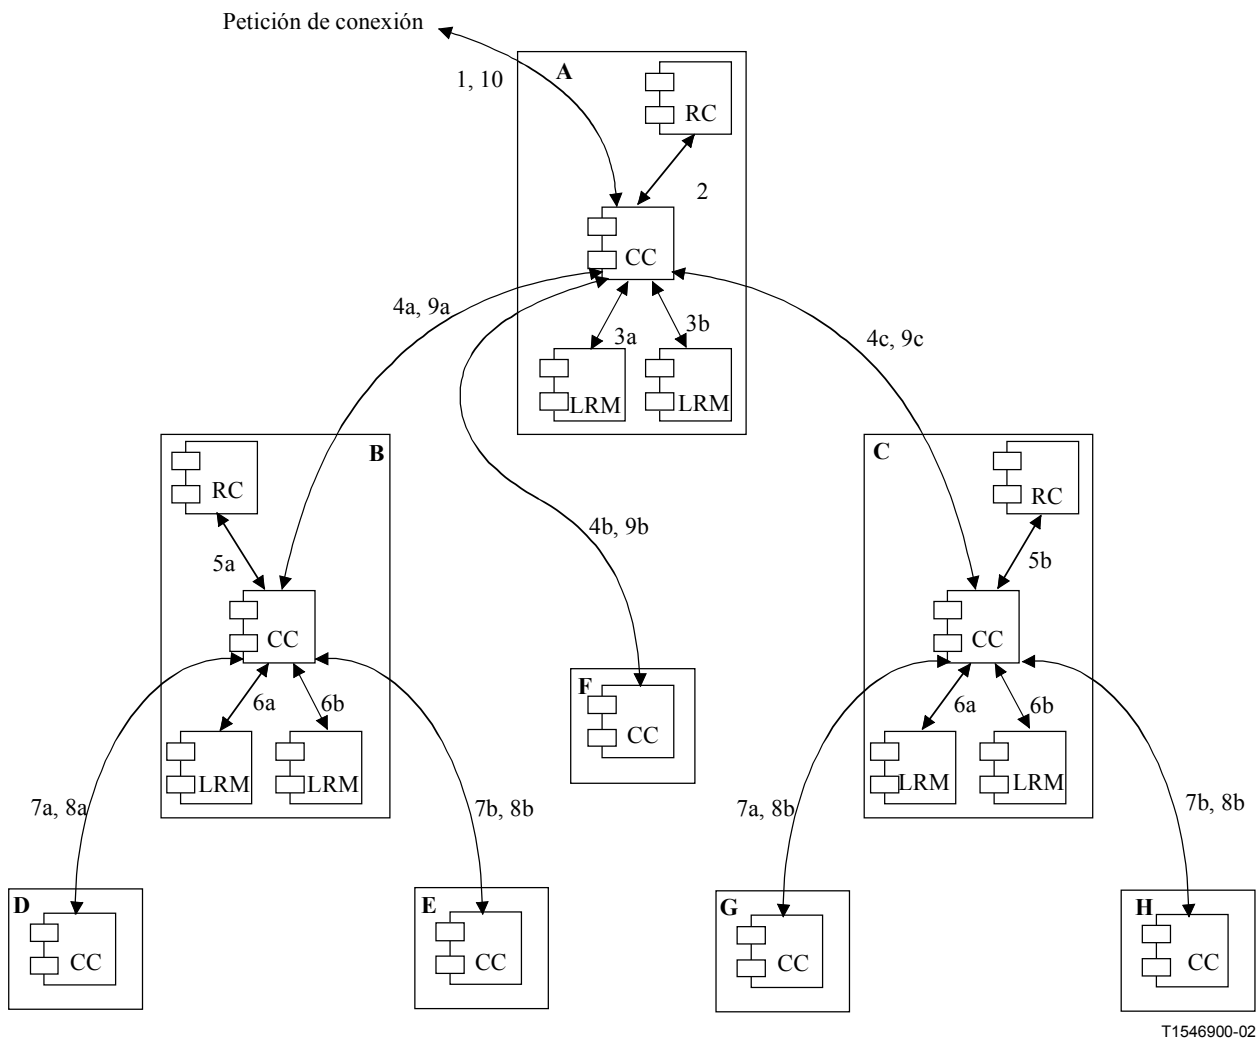 Petición de conexión
1, 10
A
RC
2
CC
3a
3b
LRM
LRM
4a, 9a
4b, 9b
4c, 9c
B
RC
5a
CC
6a
6b
LRM
LRM
C
RC
5b
CC
6a
6b
LRM
LRM
F
CC
7a, 8a
7b, 8b
7a, 8b
7b, 8b
D
CC
E
CC
G
CC
H
CC
T1546900-02